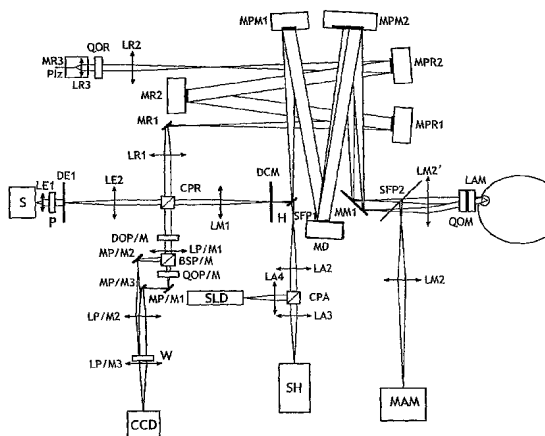 MPM1
MPM2
MR3
QOR
LR2
Piz
LR3
MR2
MPR2
MR1
MPR1
LR1
DE1
LE1
LE2
DCM
SFP2
LM2'
LAM
CPR
S
P
LM1
H
SFP1
MM1
QOM
MD
DOP/M
MP/M2
LP/M1
BSP/M
MP/M3
QOP/M
LA4
LA2
MP/M1
SLD
CPA
LM2
LP/M2
LA3
W
LP/M3
SH
MAM
CCD